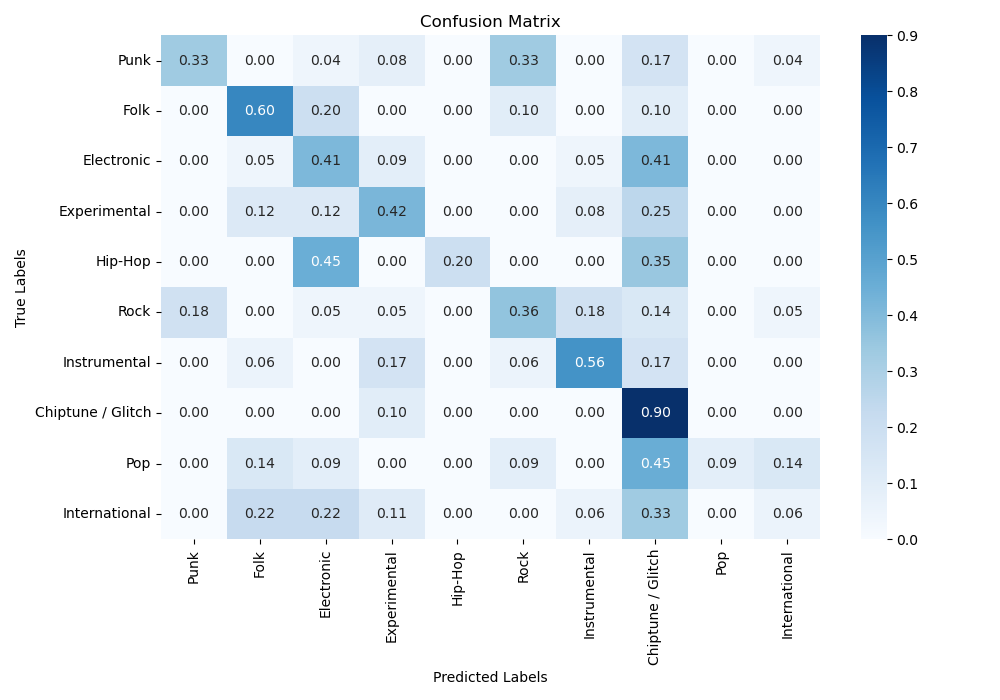 Confusion Matrix
Punk 0.33 0.00 0.04 0.08 0.00 0.33 0.00 0.17 0.00 0.04
Folk 0.00 0.60 0.20 0.00 0.00 0.10 0.00 0.10 0.00 0.00
Electronic 0.00 0.05 0.41 0.09 0.00 0.00 0.05 0.41 0.00 0.00
Experimental 0.00 0.12 0.12 0.42 0.00 0.00 0.08 0.25 0.00 0.00
Hip-Hop 0.00 0.00 0.45 0.00 0.20 0.00 0.00 0.35 0.00 0.00
Rock 0.18 0.00 0.05 0.05 0.00 0.36 0.18 0.14 0.00 0.05
Instrumental 0.00 0.06 0.00 0.17 0.00 0.06 0.56 0.17 0.00 0.00
Chiptune / Glitch 0.00 0.00 0.00 0.10 0.00 0.00 0.00 0.90 0.00 0.00
Pop 0.00 0.14 0.09 0.00 0.00 0.09 0.00 0.45 0.09 0.14
International 0.00 0.22 0.22 0.11 0.00 0.00 0.06 0.33 0.00 0.06
True Labels
Punk
Folk
Electronic
Experimental
Hip-Hop
Rock
Instrumental
Chiptune / Glitch
Pop
International
Predicted Labels
0.9
0.8
0.7
0.6
0.5
0.4
0.3
0.2
0.1
0.0